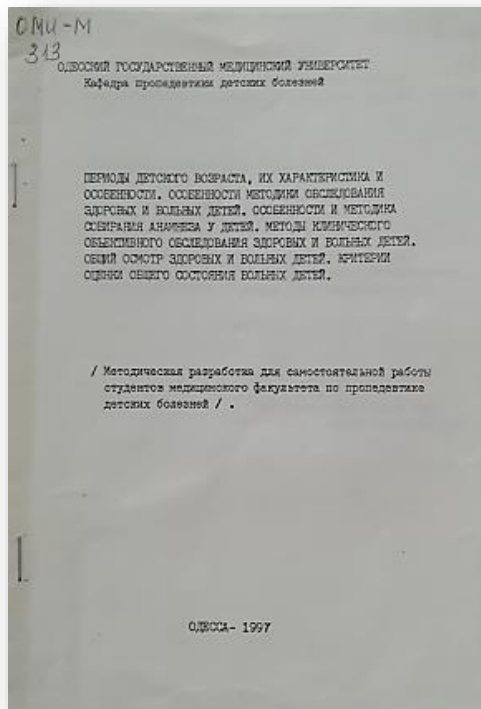 ОМИ-М
313
ОДЕССКИЙ ГОСУДАРСТВЕННЫЙ МЕДИЦИНСКИЙ УНИВЕРСИТЕТ
Кафедра пропедевтики детских болезней
ПЕРИОДЫ ДЕТСКОГО ВОЗРАСТА, ИХ ХАРАКТЕРИСТИКА И
ОСОБЕННОСТИ. ОСОБЕННОСТИ МЕТОДИКИ ОБСЛЕДОВАНИЯ
ЗДОРОВЫХ И БОЛЬНЫХ ДЕТЕЙ. ОСОБЕННОСТИ И МЕТОДИКА
СОБИРАНИЯ АНАМНЕЗА У ДЕТЕЙ. МЕТОДЫ КЛИНИЧЕСКОГО
ОБЪЕКТИВНОГО ОБСЛЕДОВАНИЯ ЗДОРОВЫХ И БОЛЬНЫХ ДЕТЕЙ.
ОБЩИЙ ОСМОТР ЗДОРОВЫХ И БОЛЬНЫХ ДЕТЕЙ. КРИТЕРИИ
ОЦЕНКИ ОБЩЕГО СОСТОЯНИЯ БОЛЬНЫХ ДЕТЕЙ.
/ Методическая разработка для самостоятельной работы
студентов медицинского факультета по пропедевтике
детских болезней / .
ОДЕССА- 1997